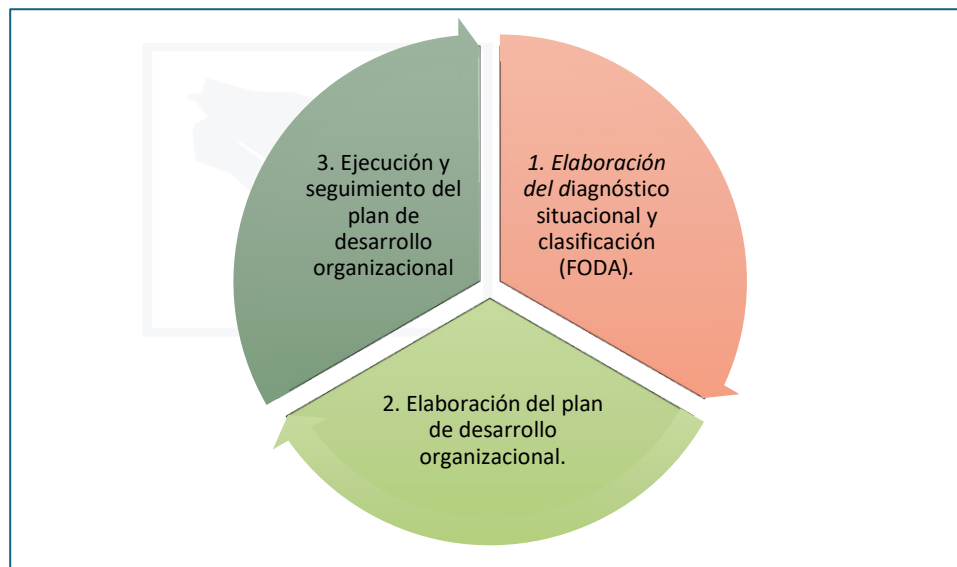 1. Elaboración
del diagnóstico
situacional y
clasificación
(FODA).
2. Elaboración del plan
de desarrollo
organizacional.
3. Ejecución y
seguimiento del
plan de
desarrollo
organizacional